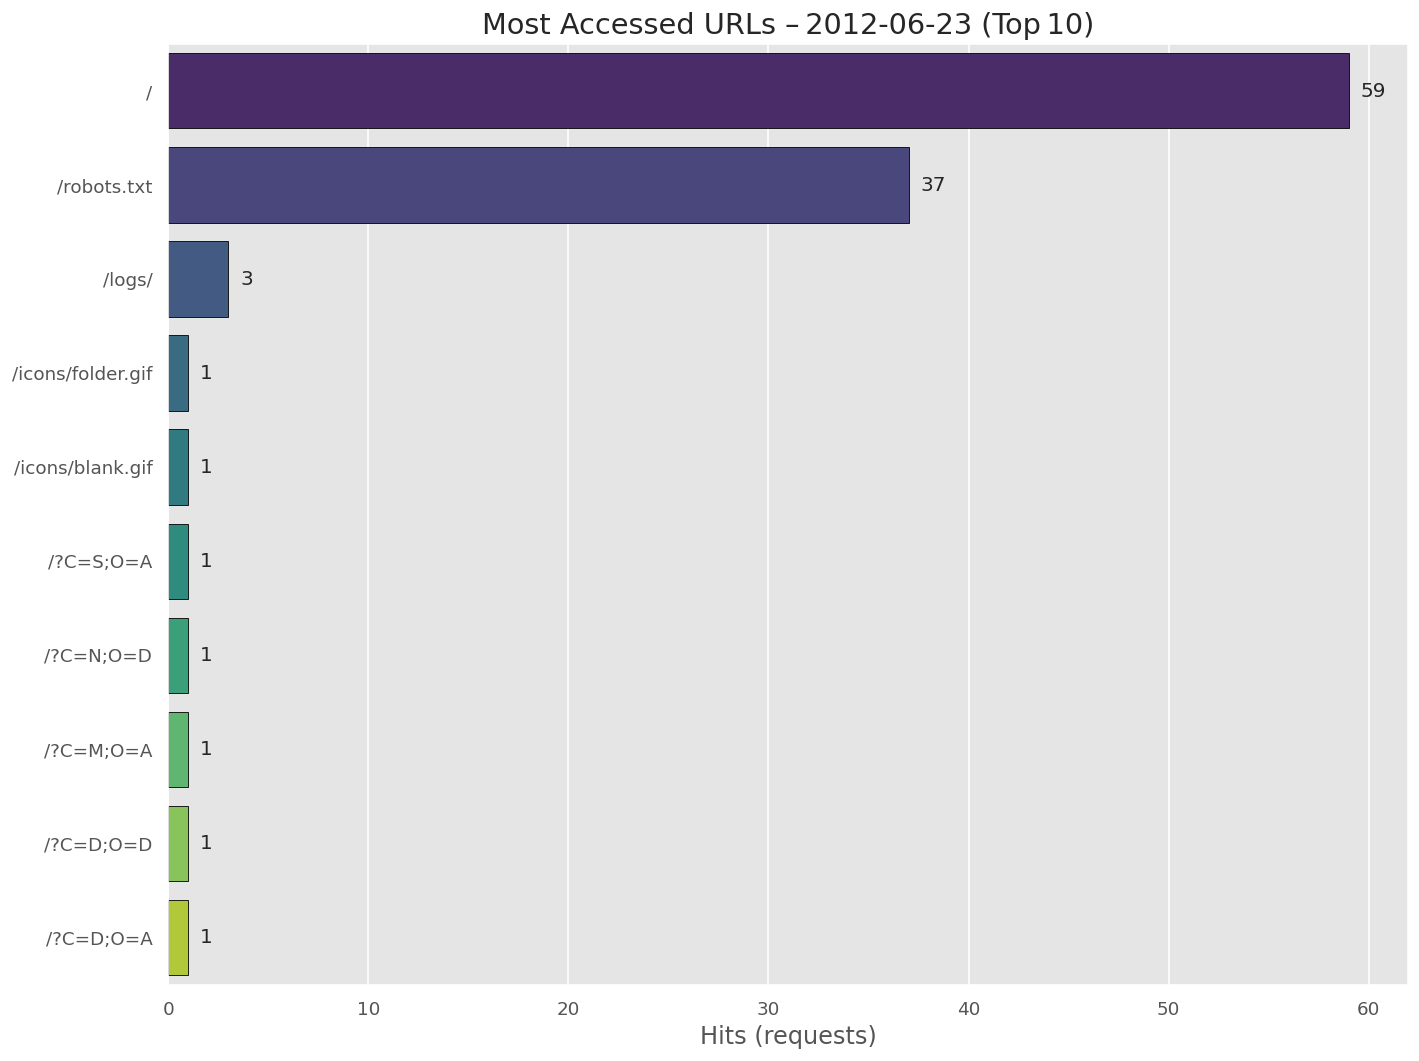 Most Accessed URLs – 2012-06-23 (Top 10)
/ 59
/robots.txt 37
/logs/ 3
/icons/folder.gif 1
/icons/blank.gif 1
/?C=S;O=A 1
/?C=N;O=D 1
/?C=M;O=A 1
/?C=D;O=D 1
/?C=D;O=A 1
0 10 20 30 40 50 60
Hits (requests)